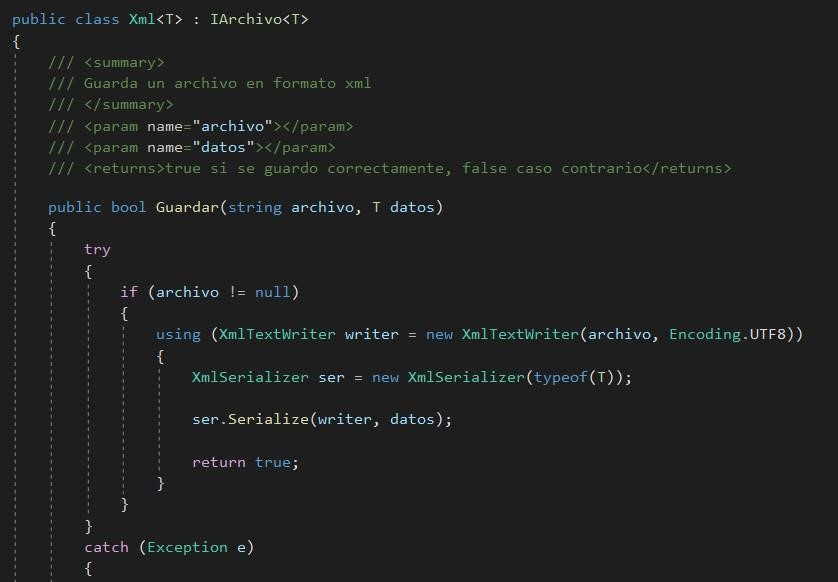 public class Xml<T> : IArchivo<T>
{
/// <summary>
/// Guarda un archivo en formato xml
/// </summary>
/// <param name="archivo"></param>
/// <param name="datos"></param>
/// <returns>true si se guardo correctamente, false caso contrario</returns>
public bool Guardar(string archivo, T datos)
{
try
{
if (archivo != null)
{
using (XmlTextWriter writer = new XmlTextWriter(archivo, Encoding.UTF8))
{
XmlSerializer ser = new XmlSerializer(typeof(T));
ser.Serialize(writer, datos);
return true;
}
}
}
catch (Exception e)
{